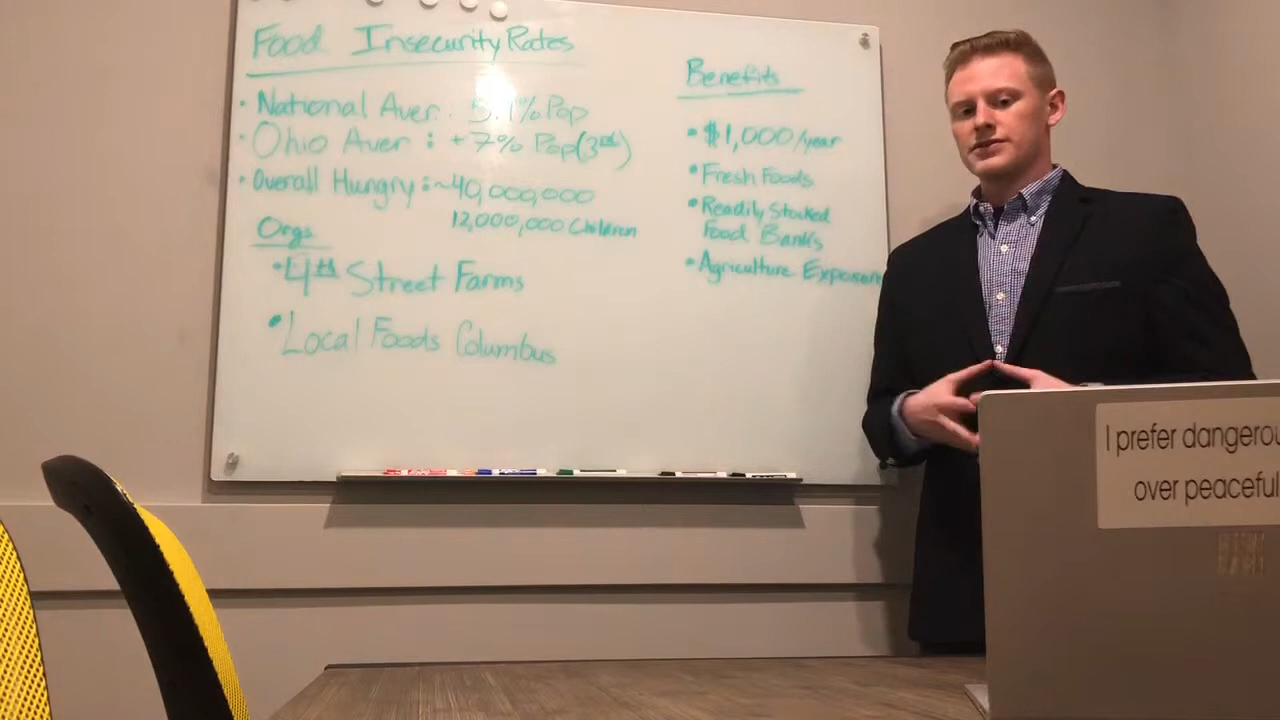 Food Insecurity Rates
• National Aver.: 5.1% Pop
• Ohio Aver : +7% Pop (3rd)
• Overall Hungry : ~40,000,000
12,000,000 Children
Orgs.
• 4th Street Farms
• Local Foods Columbus
Benefits
• $1,000/year
• Fresh Foods
• Readily Stocked
Food Banks
• Agriculture
I prefer dangerou
over peaceful